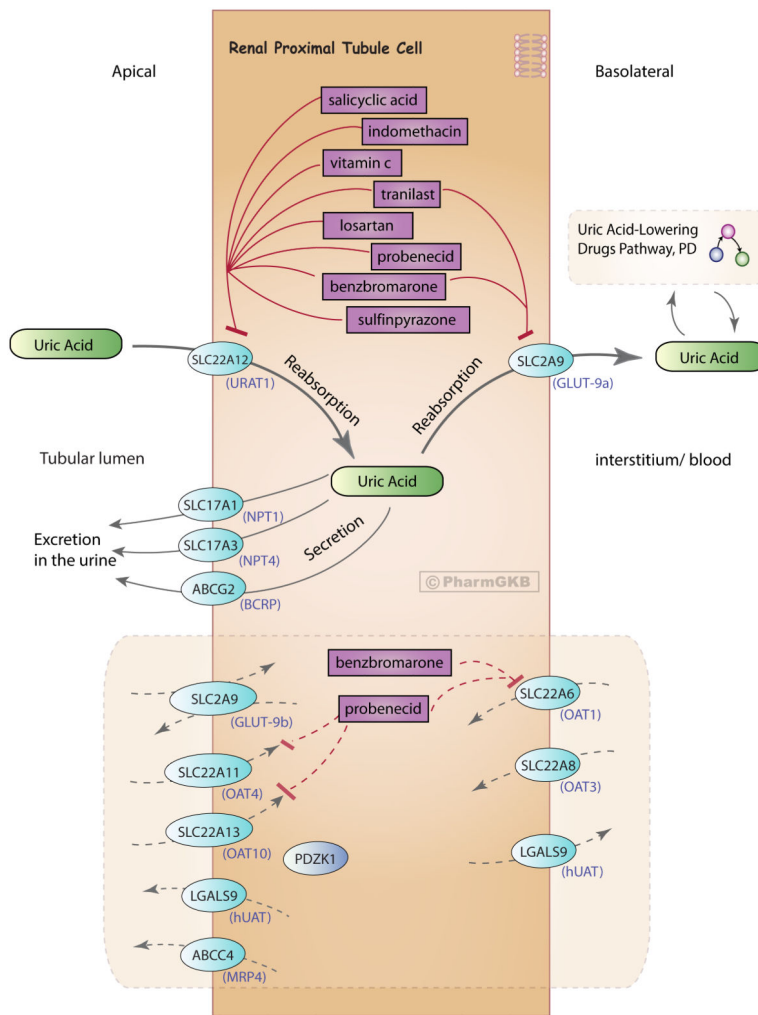 Renal Proximal Tubule Cell
Apical
Basolateral
salicyclic acid
indomethacin
vitamin c
tranilast
losartan
probenecid
benzbromarone
sulfinpyrazone
Uric Acid-Lowering
Drugs Pathway, PD
Uric Acid
SLC22A12
(URAT1)
Reabsorption
Reabsorption
SLC2A9
(GLUT-9a)
Uric Acid
Tubular lumen
interstitium/ blood
Uric Acid
SLC17A1
(NPT1)
Excretion
in the urine
SLC17A3
(NPT4)
Secretion
ABCG2
(BCRP)
© PharmGKB
benzbromarone
probenecid
SLC2A9
(GLUT-9b)
SLC22A6
(OAT1)
SLC22A11
(OAT4)
SLC22A8
(OAT3)
SLC22A13
(OAT10)
PDZK1
LGALS9
(hUAT)
LGALS9
(hUAT)
ABCC4
(MRP4)